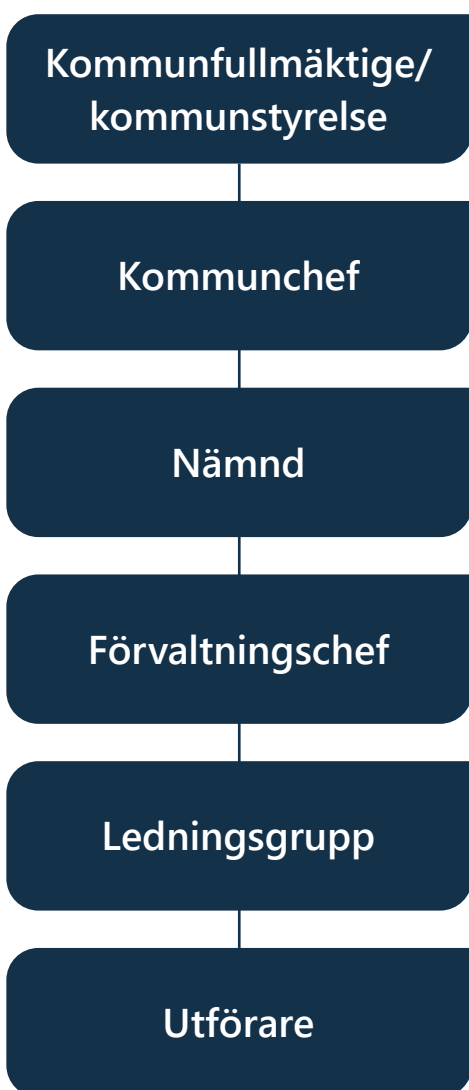 Kommunfullmäktige/
kommunstyrelse
Kommunchef
Nämnd
Förvaltningschef
Ledningsgrupp
Utförare